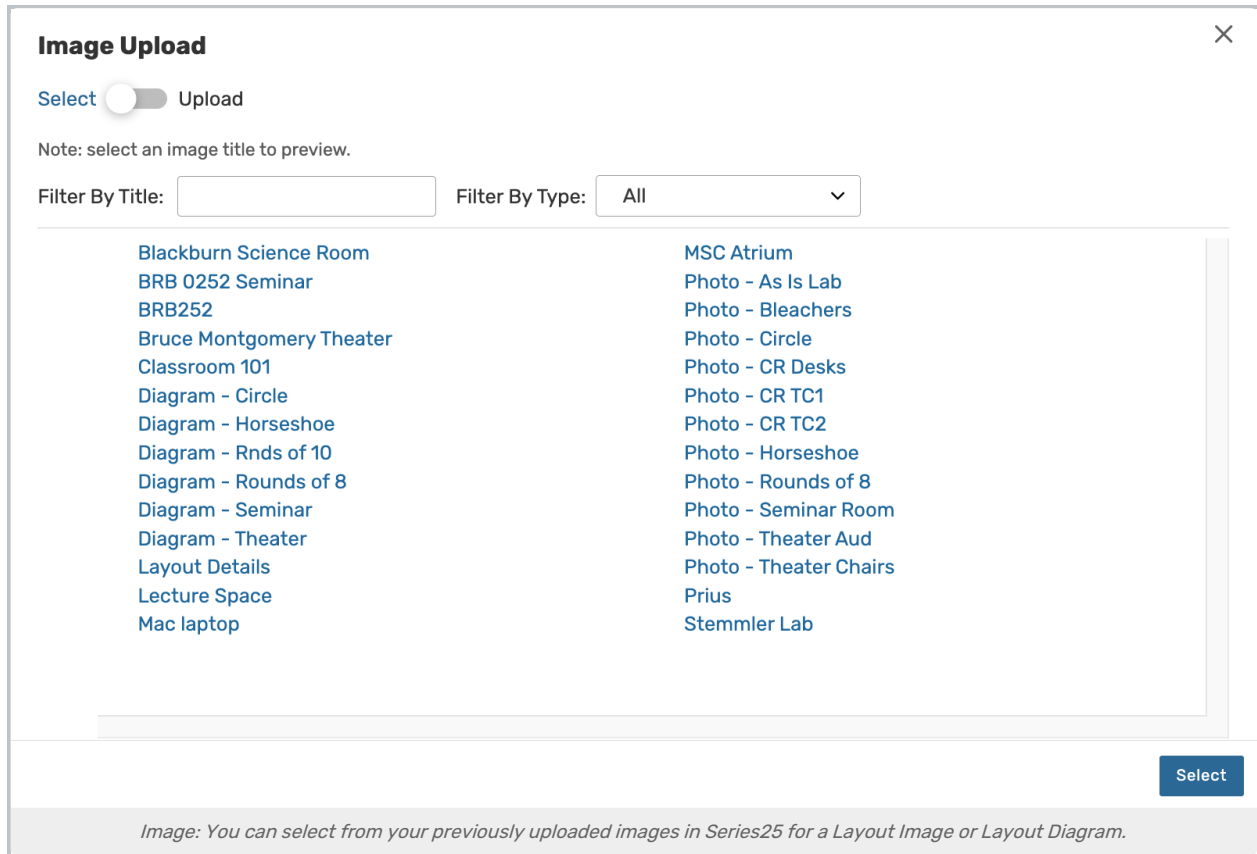 Image Upload
Select Upload
Note: select an image title to preview.
Filter By Title: Filter By Type: All
Blackburn Science Room
BRB 0252 Seminar
BRB252
Bruce Montgomery Theater
Classroom 101
Diagram - Circle
Diagram - Horseshoe
Diagram - Rnds of 10
Diagram - Rounds of 8
Diagram - Seminar
Diagram - Theater
Layout Details
Lecture Space
Mac laptop
MSC Atrium
Photo - As Is Lab
Photo - Bleachers
Photo - Circle
Photo - CR Desks
Photo - CR TC1
Photo - CR TC2
Photo - Horseshoe
Photo - Rounds of 8
Photo - Seminar Room
Photo - Theater Aud
Photo - Theater Chairs
Prius
Stemmler Lab
Select
Image: You can select from your previously uploaded images in Series25 for a Layout Image or Layout Diagram.